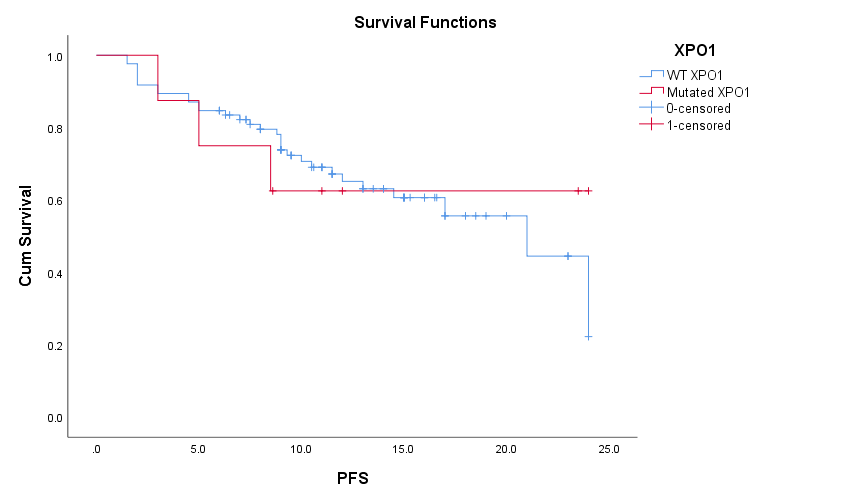 Survival Functions
XPO1
WT XPO1
Mutated XPO1
0-censored
1-censored
Cum Survival
1.0
0.8
0.6
0.4
0.2
0.0
.0 5.0 10.0 15.0 20.0 25.0
PFS